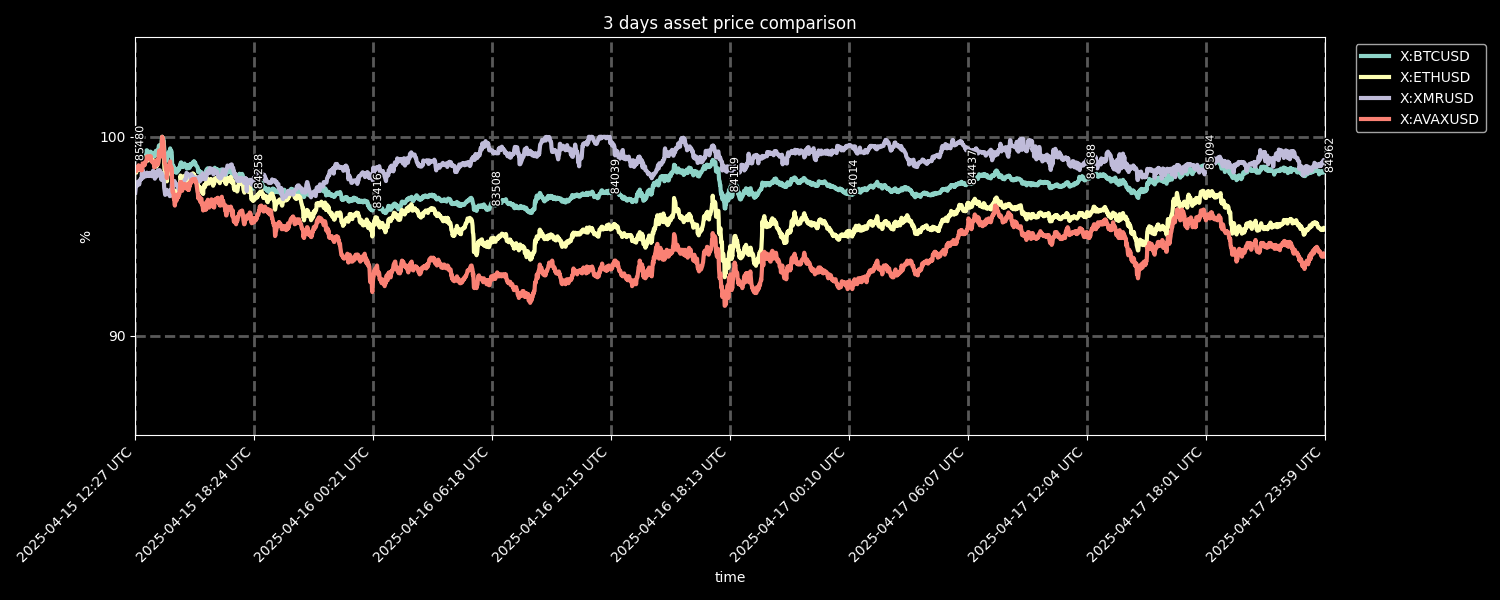 3 days asset price comparison
X:BTCUSD
X:ETHUSD
X:XMRUSD
X:AVAXUSD
100
90
%
85480
84258
83416
83508
84039
84119
84014
84437
84688
85094
84962
2025-04-15 12:27 UTC
2025-04-15 18:24 UTC
2025-04-16 00:21 UTC
2025-04-16 06:18 UTC
2025-04-16 12:15 UTC
2025-04-16 18:13 UTC
2025-04-17 00:10 UTC
2025-04-17 06:07 UTC
2025-04-17 12:04 UTC
2025-04-17 18:01 UTC
2025-04-17 23:59 UTC
time